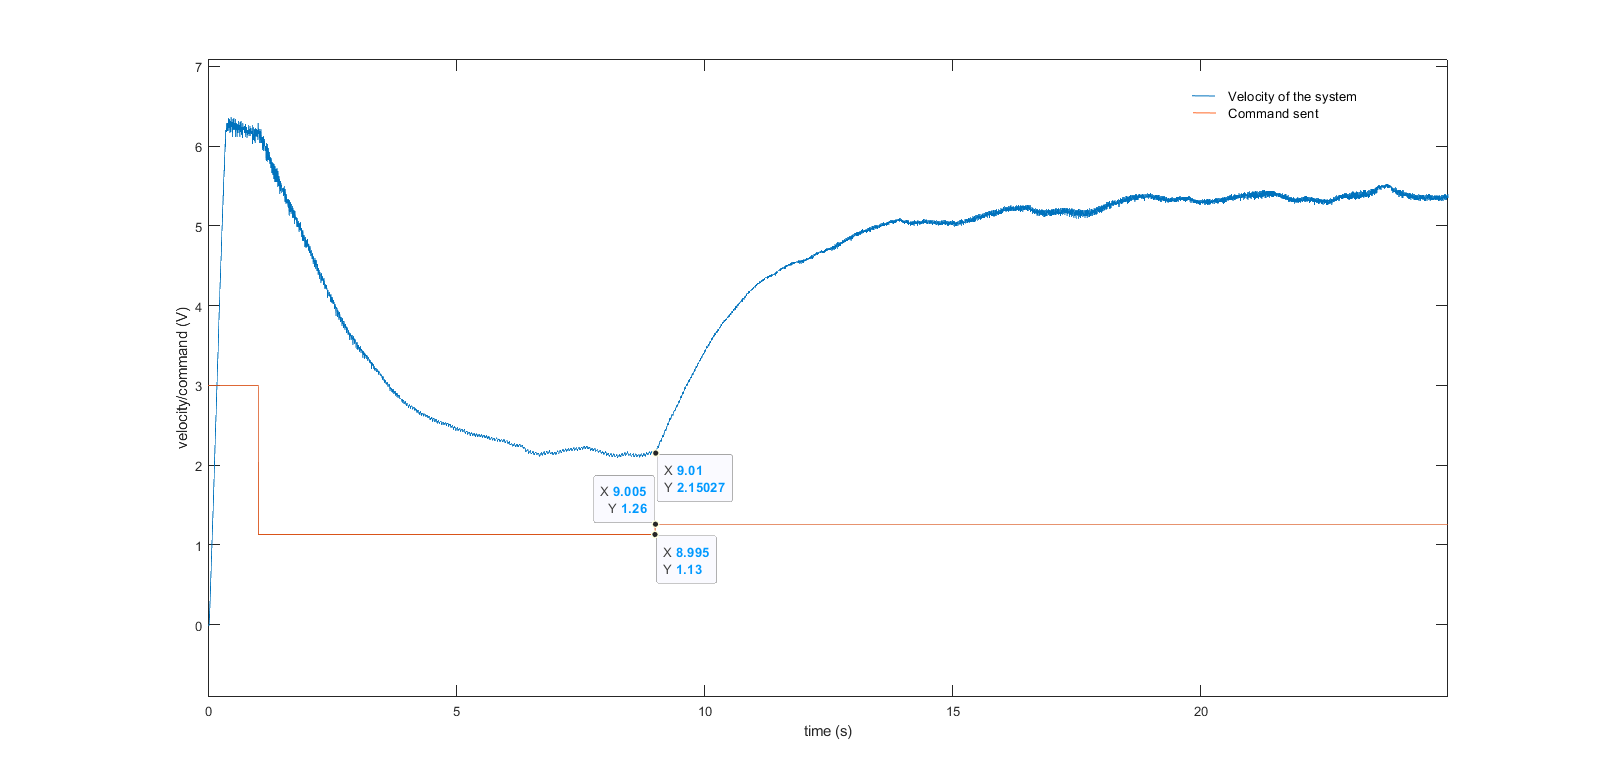 7
6
5
4
3
2
1
0
velocity/command (V)
Velocity of the system
Command sent
X 9.01
Y 2.15027
X 9.005
Y 1.26
X 8.995
Y 1.13
0 5 10 15 20
time (s)